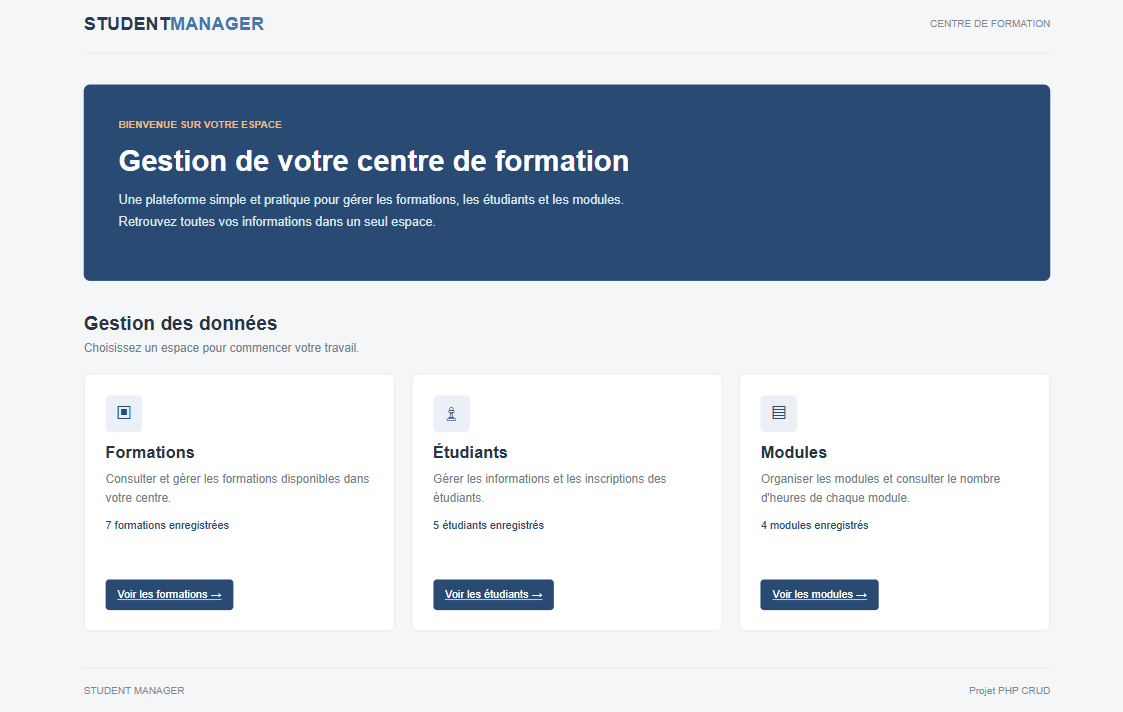 STUDENTMANAGER
CENTRE DE FORMATION
BIENVENUE SUR VOTRE ESPACE
Gestion de votre centre de formation
Une plateforme simple et pratique pour gérer les formations, les étudiants et les modules.
Retrouvez toutes vos informations dans un seul espace.
Gestion des données
Choisissez un espace pour commencer votre travail.
Formations
Consulter et gérer les formations disponibles dans
votre centre.
7 formations enregistrées
Voir les formations →
Étudiants
Gérer les informations et les inscriptions des
étudiants.
5 étudiants enregistrés
Voir les étudiants →
Modules
Organiser les modules et consulter le nombre
d'heures de chaque module.
4 modules enregistrés
Voir les modules →
STUDENT MANAGER
Projet PHP CRUD